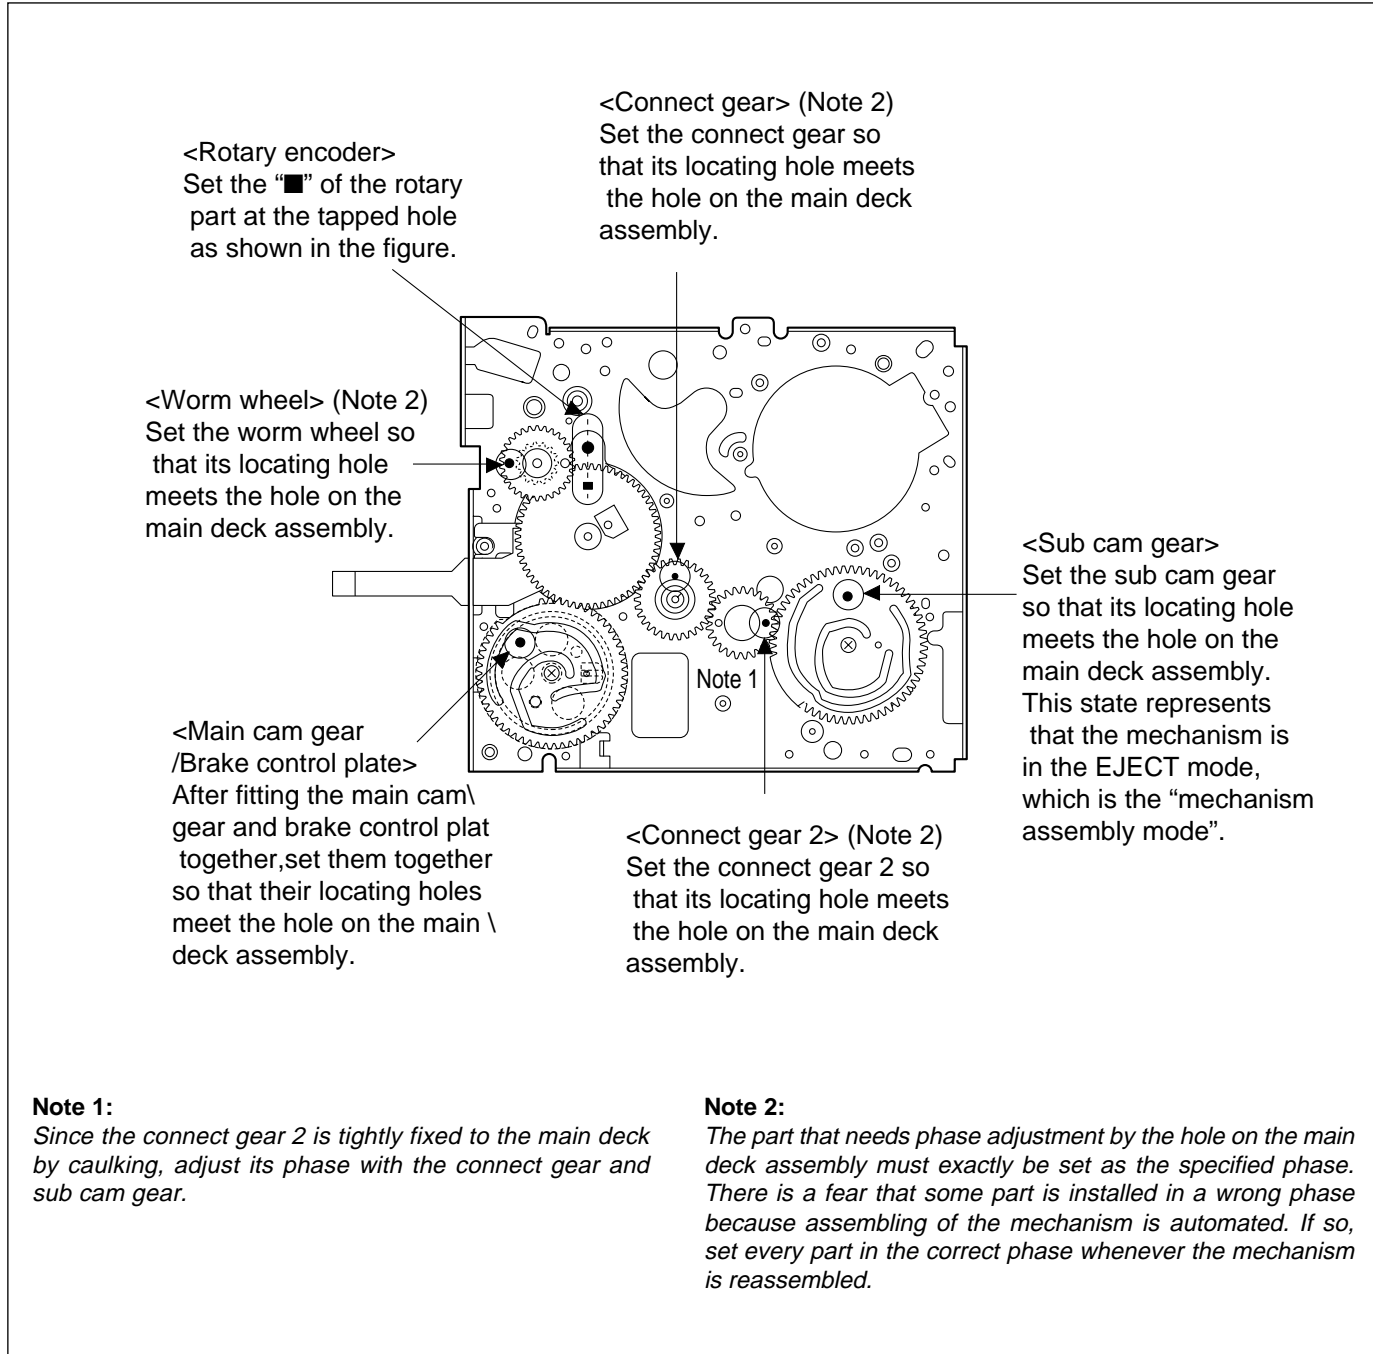 <Connect gear> (Note 2)
Set the connect gear so
that its locating hole meets
the hole on the main deck
assembly.
<Rotary encoder>
Set the “■” of the rotary
part at the tapped hole
as shown in the figure.
<Worm wheel> (Note 2)
Set the worm wheel so
that its locating hole
meets the hole on the
main deck assembly.
<Sub cam gear>
Set the sub cam gear
so that its locating hole
meets the hole on the
main deck assembly.
This state represents
that the mechanism is
in the EJECT mode,
which is the “mechanism
assembly mode”.
Note 1
<Main cam gear
/Brake control plate>
After fitting the main cam\
gear and brake control plat
together,set them together
so that their locating holes
meet the hole on the main \
deck assembly.
<Connect gear 2> (Note 2)
Set the connect gear 2 so
that its locating hole meets
the hole on the main deck
assembly.
Note 1:
Since the connect gear 2 is tightly fixed to the main deck
by caulking, adjust its phase with the connect gear and
sub cam gear.
Note 2:
The part that needs phase adjustment by the hole on the main
deck assembly must exactly be set as the specified phase.
There is a fear that some part is installed in a wrong phase
because assembling of the mechanism is automated. If so,
set every part in the correct phase whenever the mechanism
is reassembled.